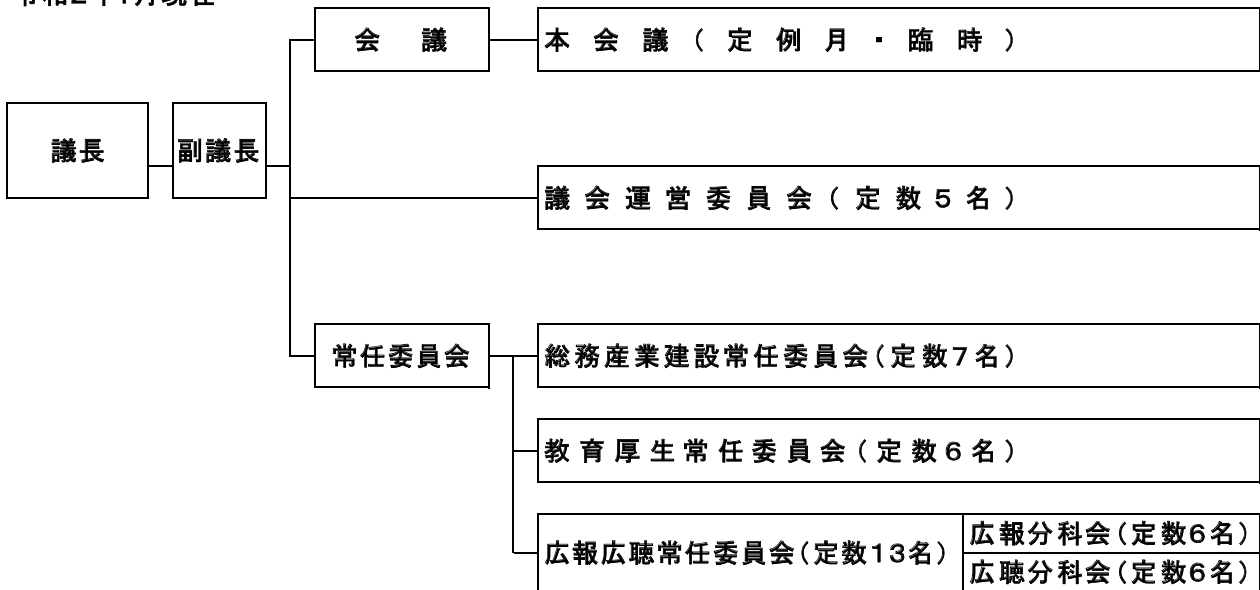 会議
本会議(定例月・臨時)
議長
副議長
議会運営委員会(定数5名)
常任委員会
総務産業建設常任委員会(定数7名)
教育厚生常任委員会(定数6名)
広報広聴常任委員会(定数13名)
広報分科会(定数6名)
広聴分科会(定数6名)